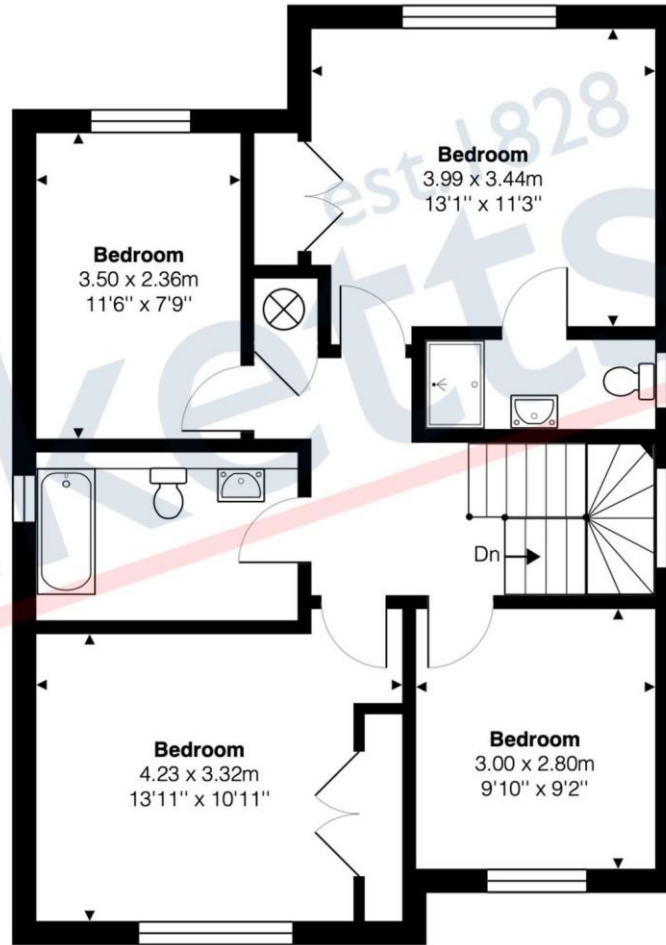 Bedroom
3.99 x 3.44m
13'1'' x 11'3''
Bedroom
3.50 x 2.36m
11'6'' x 7'9''
Dn
Bedroom
4.23 x 3.32m
13'11'' x 10'11''
Bedroom
3.00 x 2.80m
9'10'' x 9'2''
est. 1828
ketts